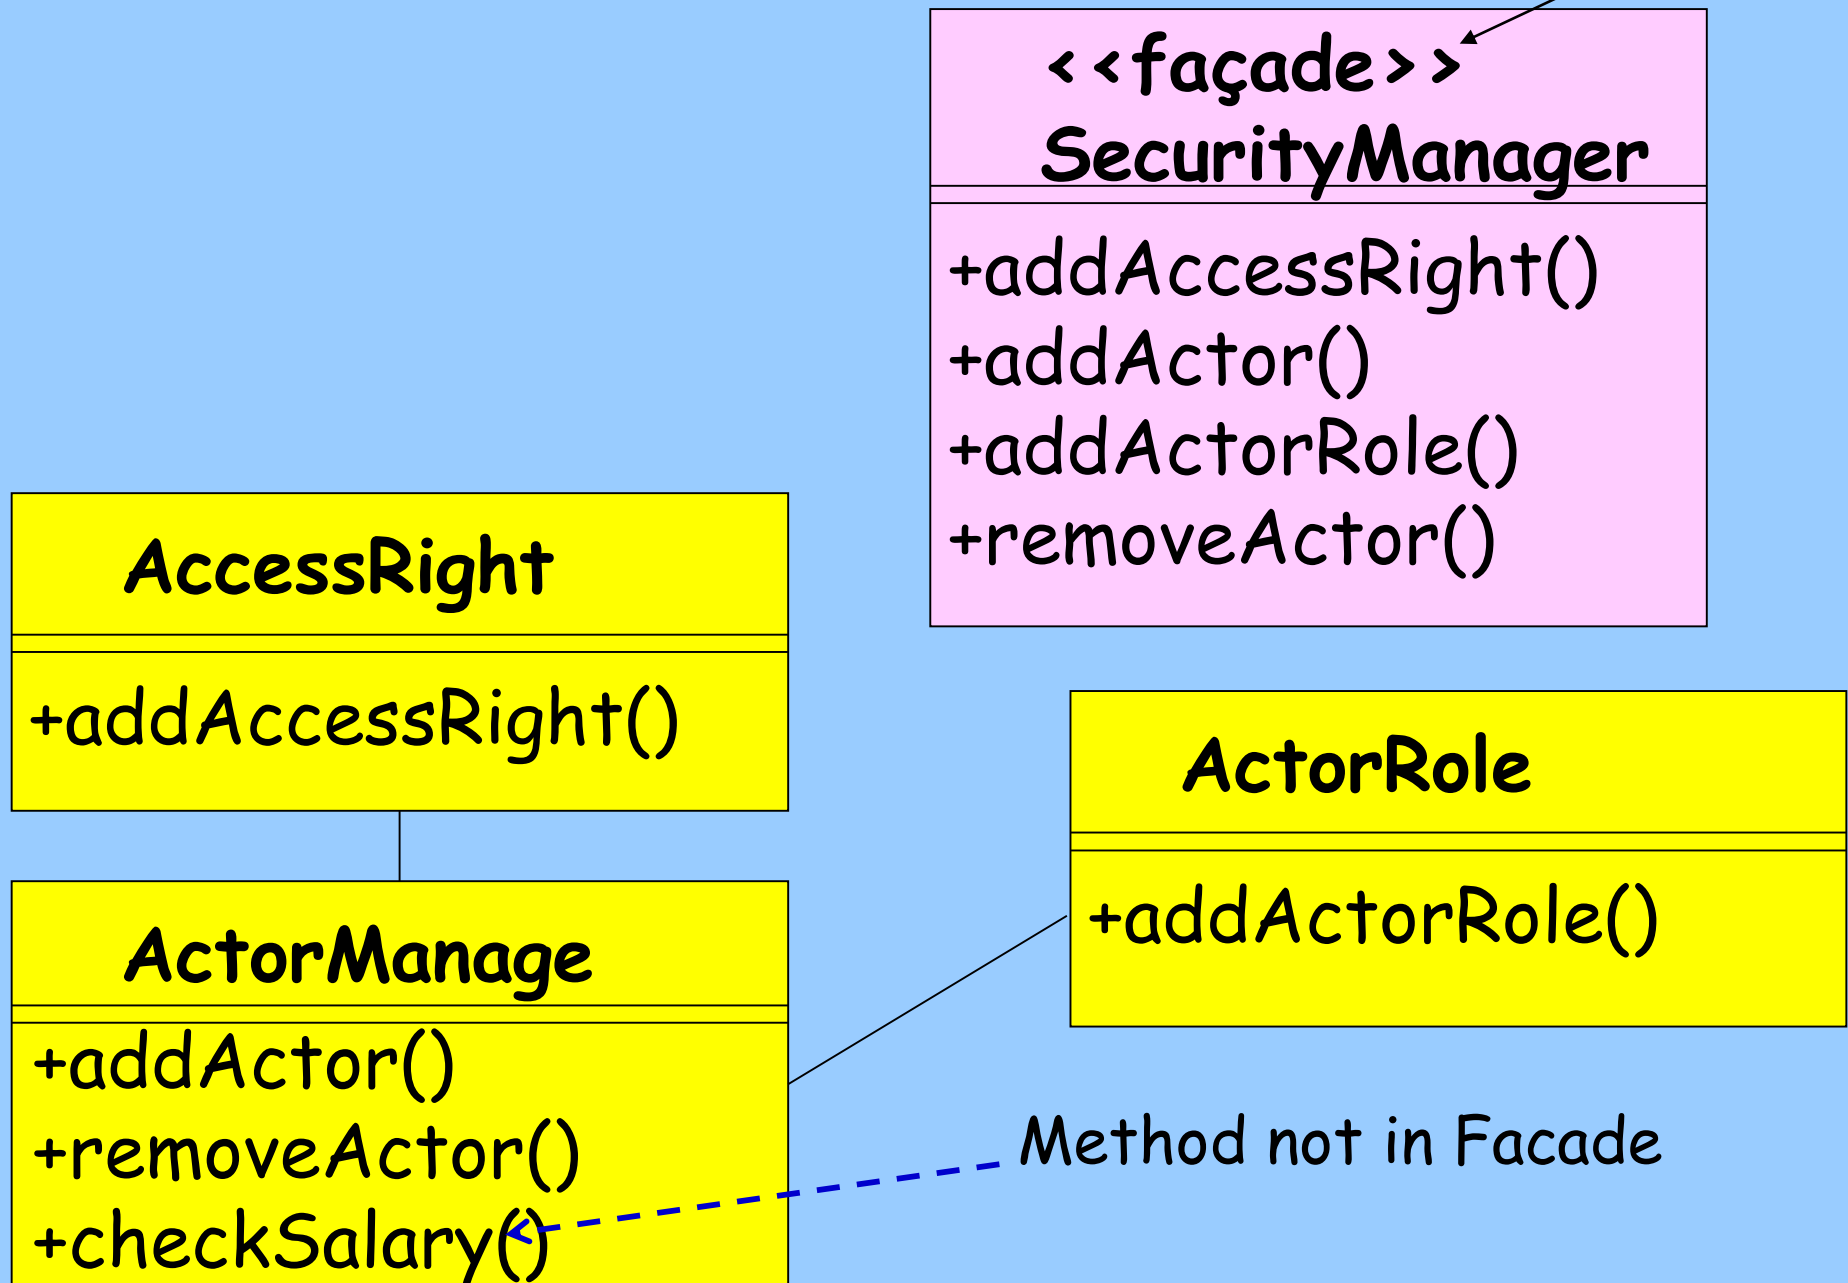 <<façade>>
SecurityManager
+addAccessRight()
+addActor()
+addActorRole()
+removeActor()
AccessRight
+addAccessRight()
ActorRole
+addActorRole()
ActorManage
+addActor()
+removeActor()
+checkSalary()
Method not in Facade